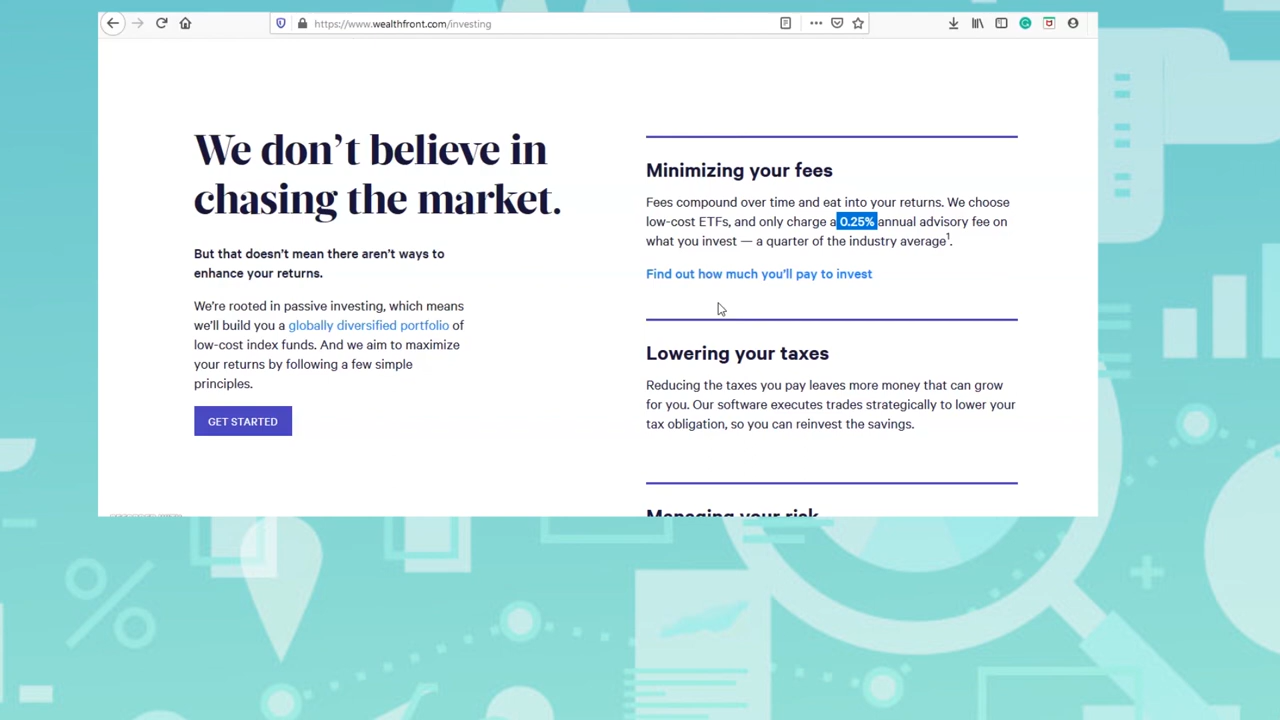 https://www.wealthfront.com/investing
We don't believe in
chasing the market.
But that doesn't mean there aren't ways to
enhance your returns.
We're rooted in passive investing, which means
we'll build you a globally diversified portfolio of
low-cost index funds. And we aim to maximize
your returns by following a few simple
principles.
GET STARTED
Minimizing your fees
Fees compound over time and eat into your returns. We choose
low-cost ETFs, and only charge a 0.25% annual advisory fee on
what you invest — a quarter of the industry average¹.
Find out how much you'll pay to invest
Lowering your taxes
Reducing the taxes you pay leaves more money that can grow
for you. Our software executes trades strategically to lower your
tax obligation, so you can reinvest the savings.
Managing your risk
%